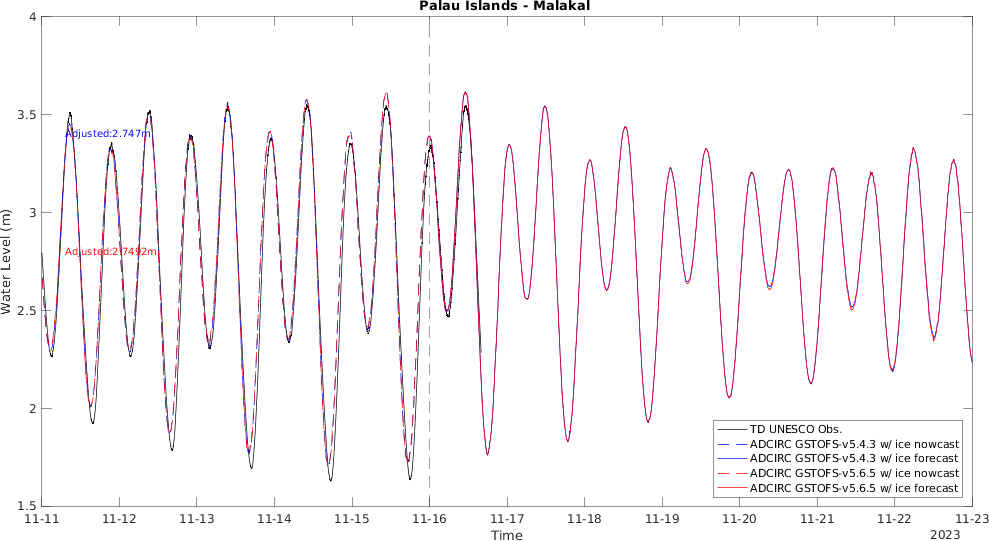 Palau Islands - Malakal
4
3.5
3
2.5
2
1.5
Water Level (m)
Adjusted:2.747m
Adjusted:2.7492m
TD UNESCO Obs.
ADCIRC GSTOFS-v5.4.3 w/ ice nowcast
ADCIRC GSTOFS-v5.4.3 w/ ice forecast
ADCIRC GSTOFS-v5.6.5 w/ ice nowcast
ADCIRC GSTOFS-v5.6.5 w/ ice forecast
11-11 11-12 11-13 11-14 11-15 11-16 11-17 11-18 11-19 11-20 11-21 11-22 11-23
Time
2023